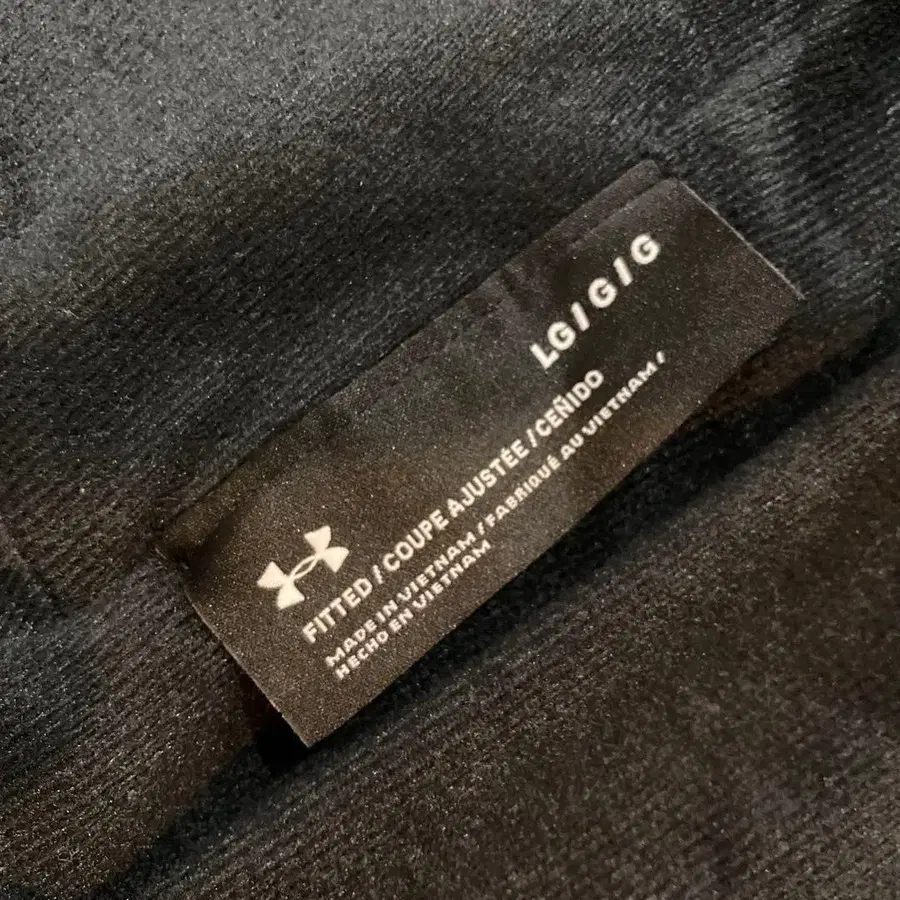 LG / G / G
FITTED / COUPE AJUSTÉE / CEÑIDO
MADE IN VIETNAM / FABRIQUÉ AU VIETNAM /
HECHO EN VIETNAM